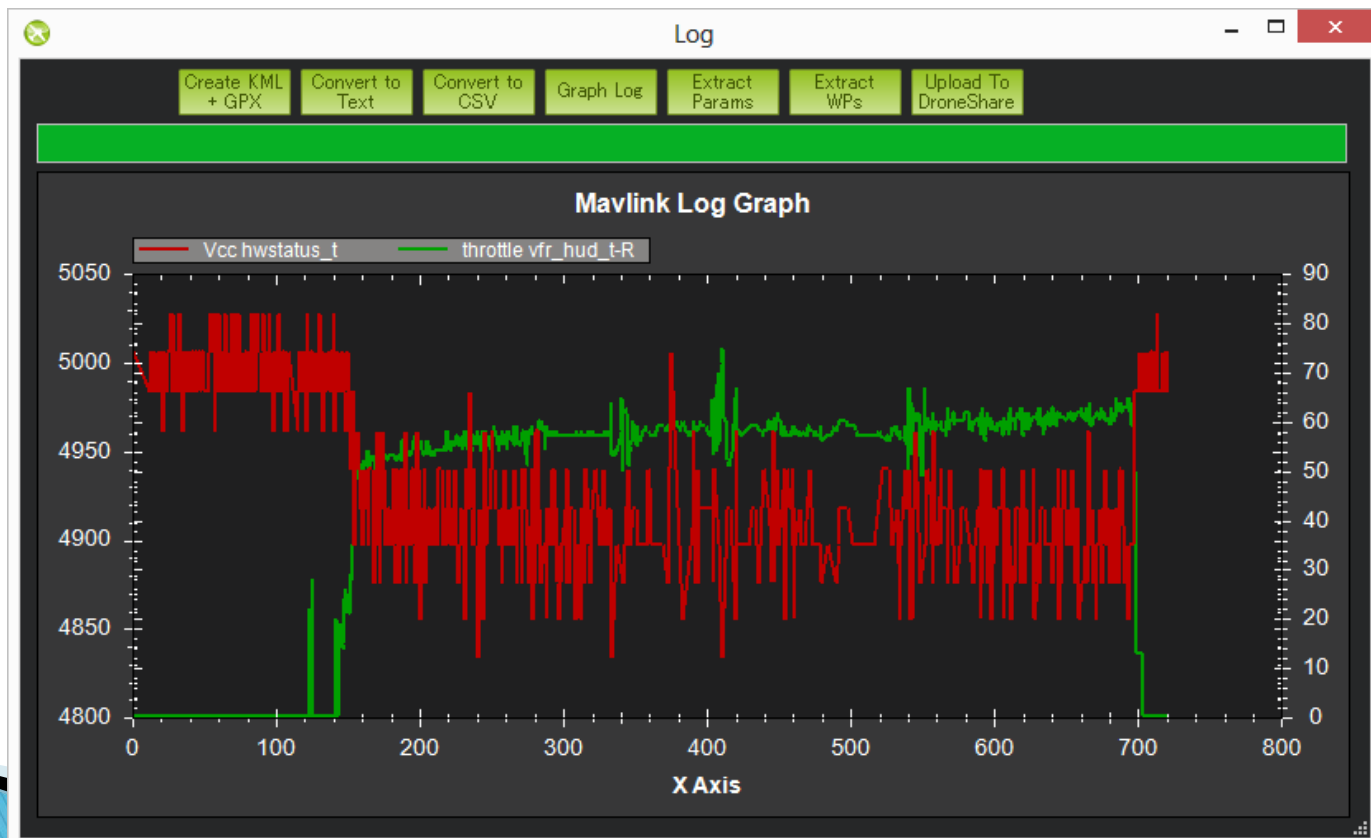 Log
Create KML
+ GPX
Convert to
Text
Convert to
CSV
Graph Log
Extract
Params
Extract
WPs
Upload To
DroneShare
Mavlink Log Graph
Vcc hwstatus_t
throttle vfr_hud_t-R
5050
5000
4950
4900
4850
4800
90
80
70
60
50
40
30
20
10
0
0 100 200 300 400 500 600 700 800
X Axis